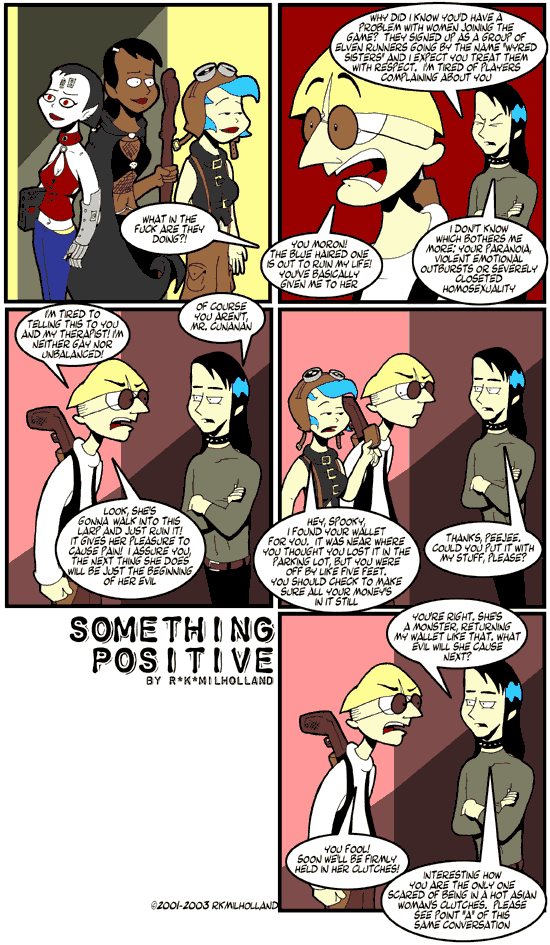 WHAT IN THE
FUCK ARE THEY
DOING?!
WHY DID I KNOW YOU'D HAVE A
PROBLEM WITH WOMEN JOINING THE
GAME? THEY SIGNED UP AS A GROUP OF
ELVEN RUNNERS GOING BY THE NAME "WYRED
SISTERS" AND I EXPECT YOU TREAT THEM
WITH RESPECT. I'M TIRED OF PLAYERS
COMPLAINING ABOUT YOU
YOU MORON!
THE BLUE HAIRED ONE
IS OUT TO RUIN MY LIFE!
YOU'VE BASICALLY
GIVEN ME TO HER
I DON'T KNOW
WHICH BOTHERS ME
MORE: YOUR PARANOIA,
VIOLENT EMOTIONAL
OUTBURSTS OR SEVERELY
CLOSETED
HOMOSEXUALITY
I'M TIRED TO
TELLING THIS TO YOU
AND MY THERAPIST! I'M
NEITHER GAY NOR
UNBALANCED!
OF COURSE
YOU AREN'T,
MR. CUNANAN
LOOK, SHE'S
GONNA WALK INTO THIS
LARP AND JUST RUIN IT!
IT GIVES HER PLEASURE TO
CAUSE PAIN! I ASSURE YOU,
THE NEXT THING SHE DOES
WILL BE JUST THE BEGINNING
OF HER EVIL
HEY, SPOOKY,
I FOUND YOUR WALLET
FOR YOU. IT WAS NEAR WHERE
YOU THOUGHT YOU LOST IT IN THE
PARKING LOT, BUT YOU WERE
OFF BY LIKE FIVE FEET.
YOU SHOULD CHECK TO MAKE
SURE ALL YOUR MONEY'S
IN IT STILL
THANKS, PEEJEE.
COULD YOU PUT IT WITH
MY STUFF, PLEASE?
SOMETHING
POSITIVE
BY R*K*MILHOLLAND
YOU'RE RIGHT, SHE'S
A MONSTER, RETURNING
MY WALLET LIKE THAT. WHAT
EVIL WILL SHE CAUSE
NEXT?
YOU FOOL!
SOON WE'LL BE FIRMLY
HELD IN HER CLUTCHES!
INTERESTING HOW
YOU ARE THE ONLY ONE
SCARED OF BEING IN A HOT ASIAN
WOMAN'S CLUTCHES. PLEASE
SEE POINT "A" OF THIS
SAME CONVERSATION
©2001-2003 RKMILHOLLAND